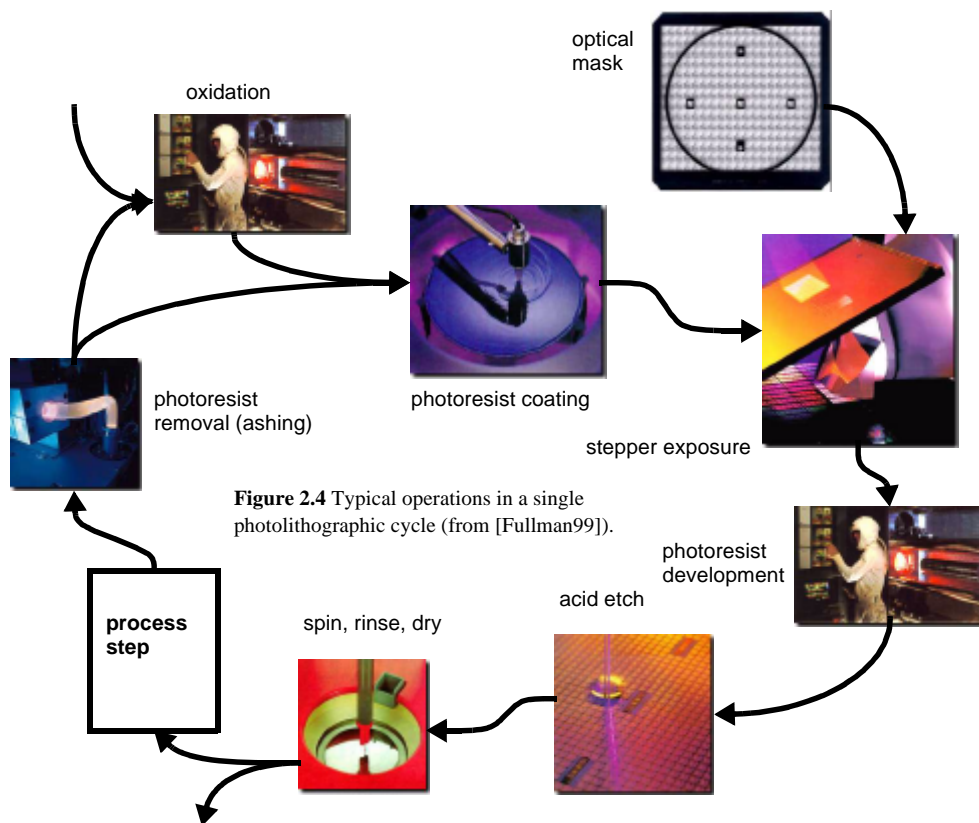 optical
mask
oxidation
photoresist
removal (ashing)
photoresist coating
stepper exposure
Figure 2.4 Typical operations in a single
photolithographic cycle (from [Fullman99]).
photoresist
development
acid etch
spin, rinse, dry
process
step